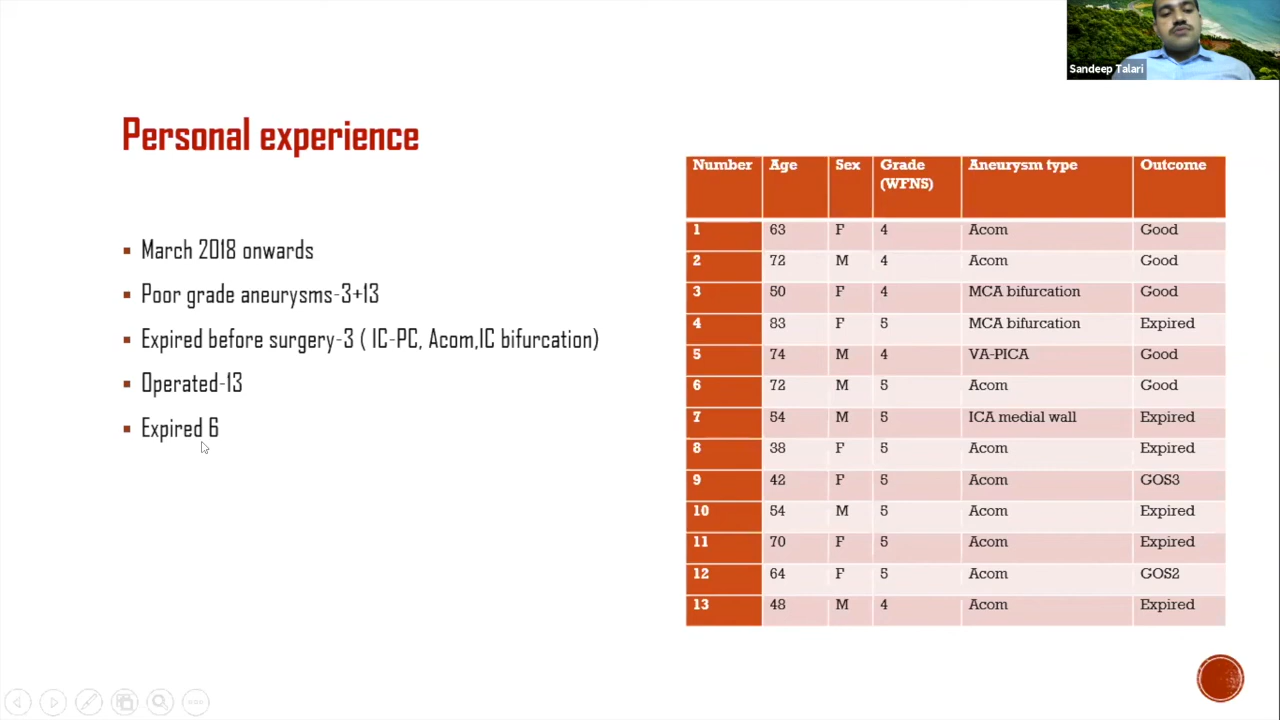 Sandeep Talari
Personal experience
March 2018 onwards
Poor grade aneurysms-3+13
Expired before surgery-3 ( IC-PC, Acom,IC bifurcation)
Operated-13
Expired 6
Number Age Sex Grade (WFNS) Aneurysm type Outcome
1 63 F 4 Acom Good
2 72 M 4 Acom Good
3 50 F 4 MCA bifurcation Good
4 83 F 5 MCA bifurcation Expired
5 74 M 4 VA-PICA Good
6 72 M 5 Acom Good
7 54 M 5 ICA medial wall Expired
8 38 F 5 Acom Expired
9 42 F 5 Acom GOS3
10 54 M 5 Acom Expired
11 70 F 5 Acom Expired
12 64 F 5 Acom GOS2
13 48 M 4 Acom Expired